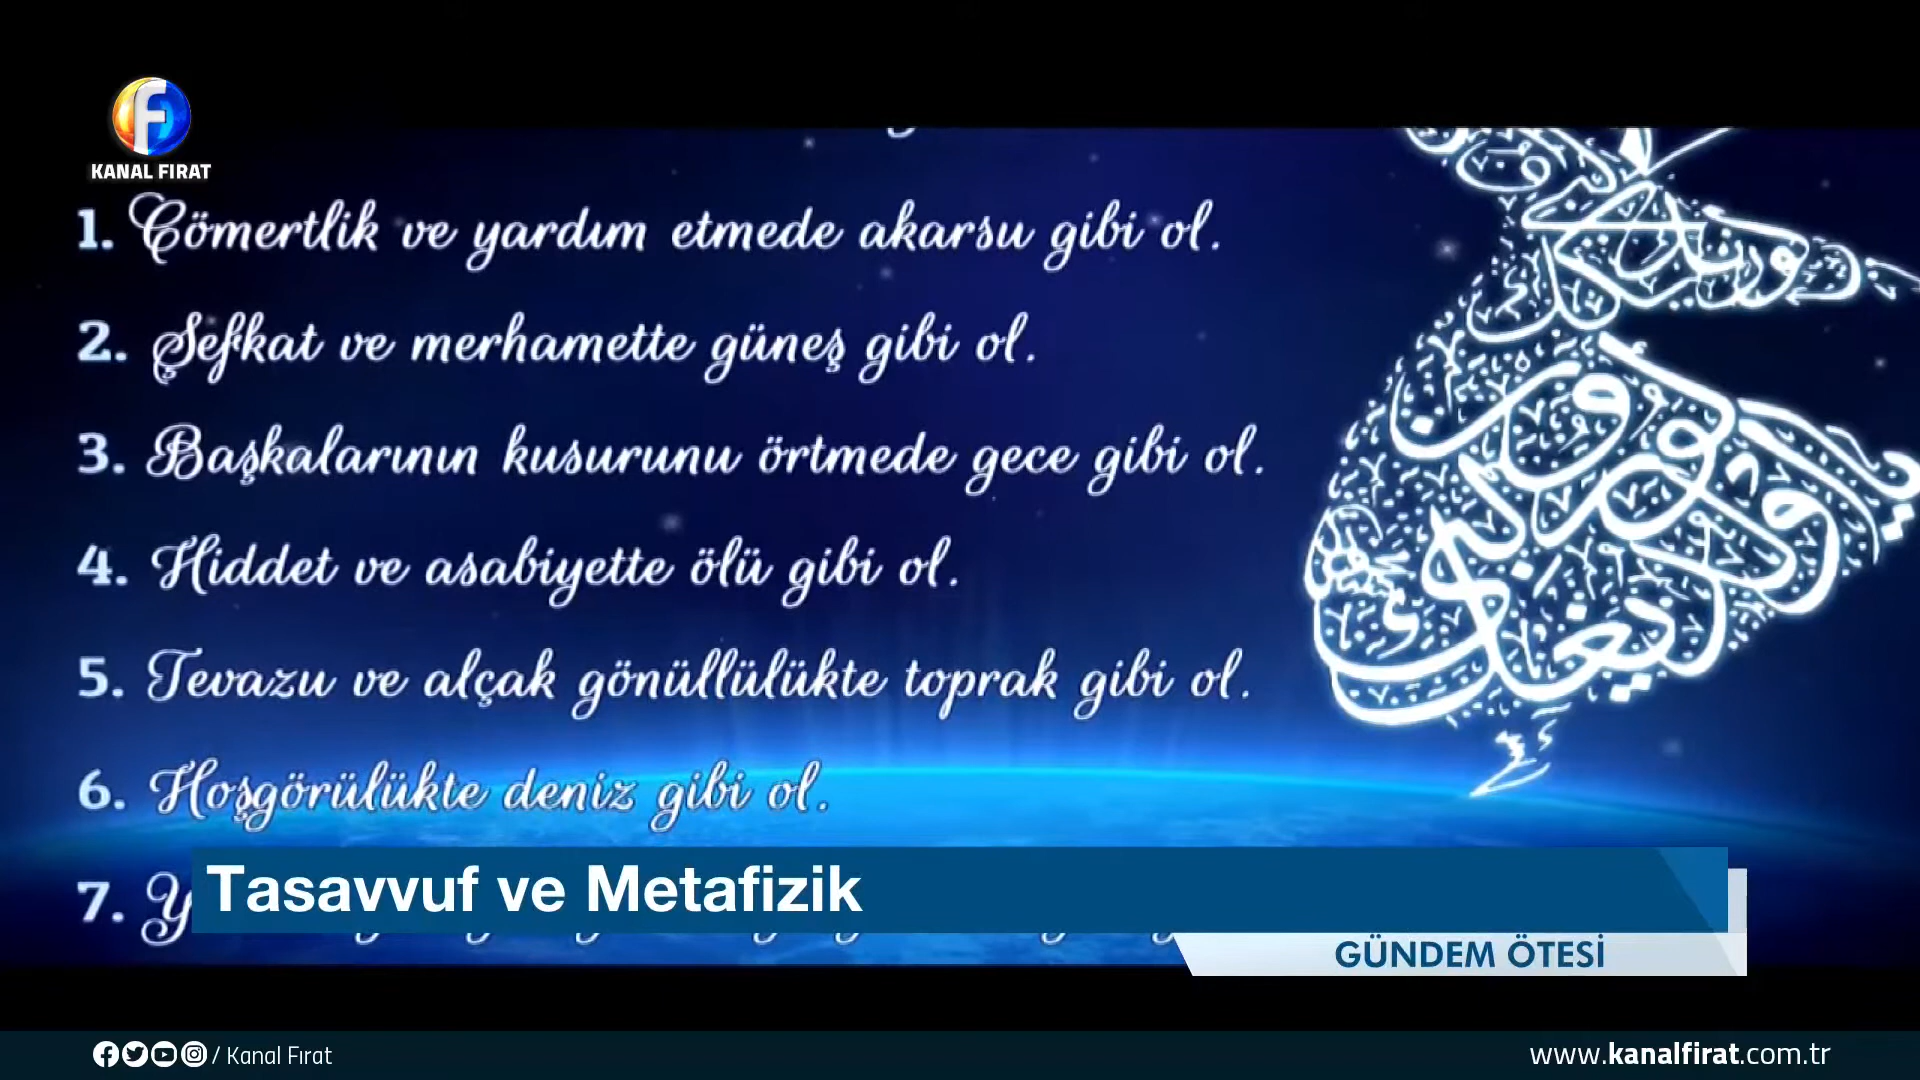 KANAL FIRAT
1. Cömertlik ve yardım etmede akarsu gibi ol.
2. Şefkat ve merhamette güneş gibi ol.
3. Başkalarının kusurunu örtmede gece gibi ol.
4. Hiddet ve asabiyette ölü gibi ol.
5. Tevazu ve alçak gönüllülükte toprak gibi ol.
6. Hoşgörülükte deniz gibi ol.
7.
Tasavvuf ve Metafizik
GÜNDEM ÖTESİ
/ Kanal Fırat
www.kanalfirat.com.tr